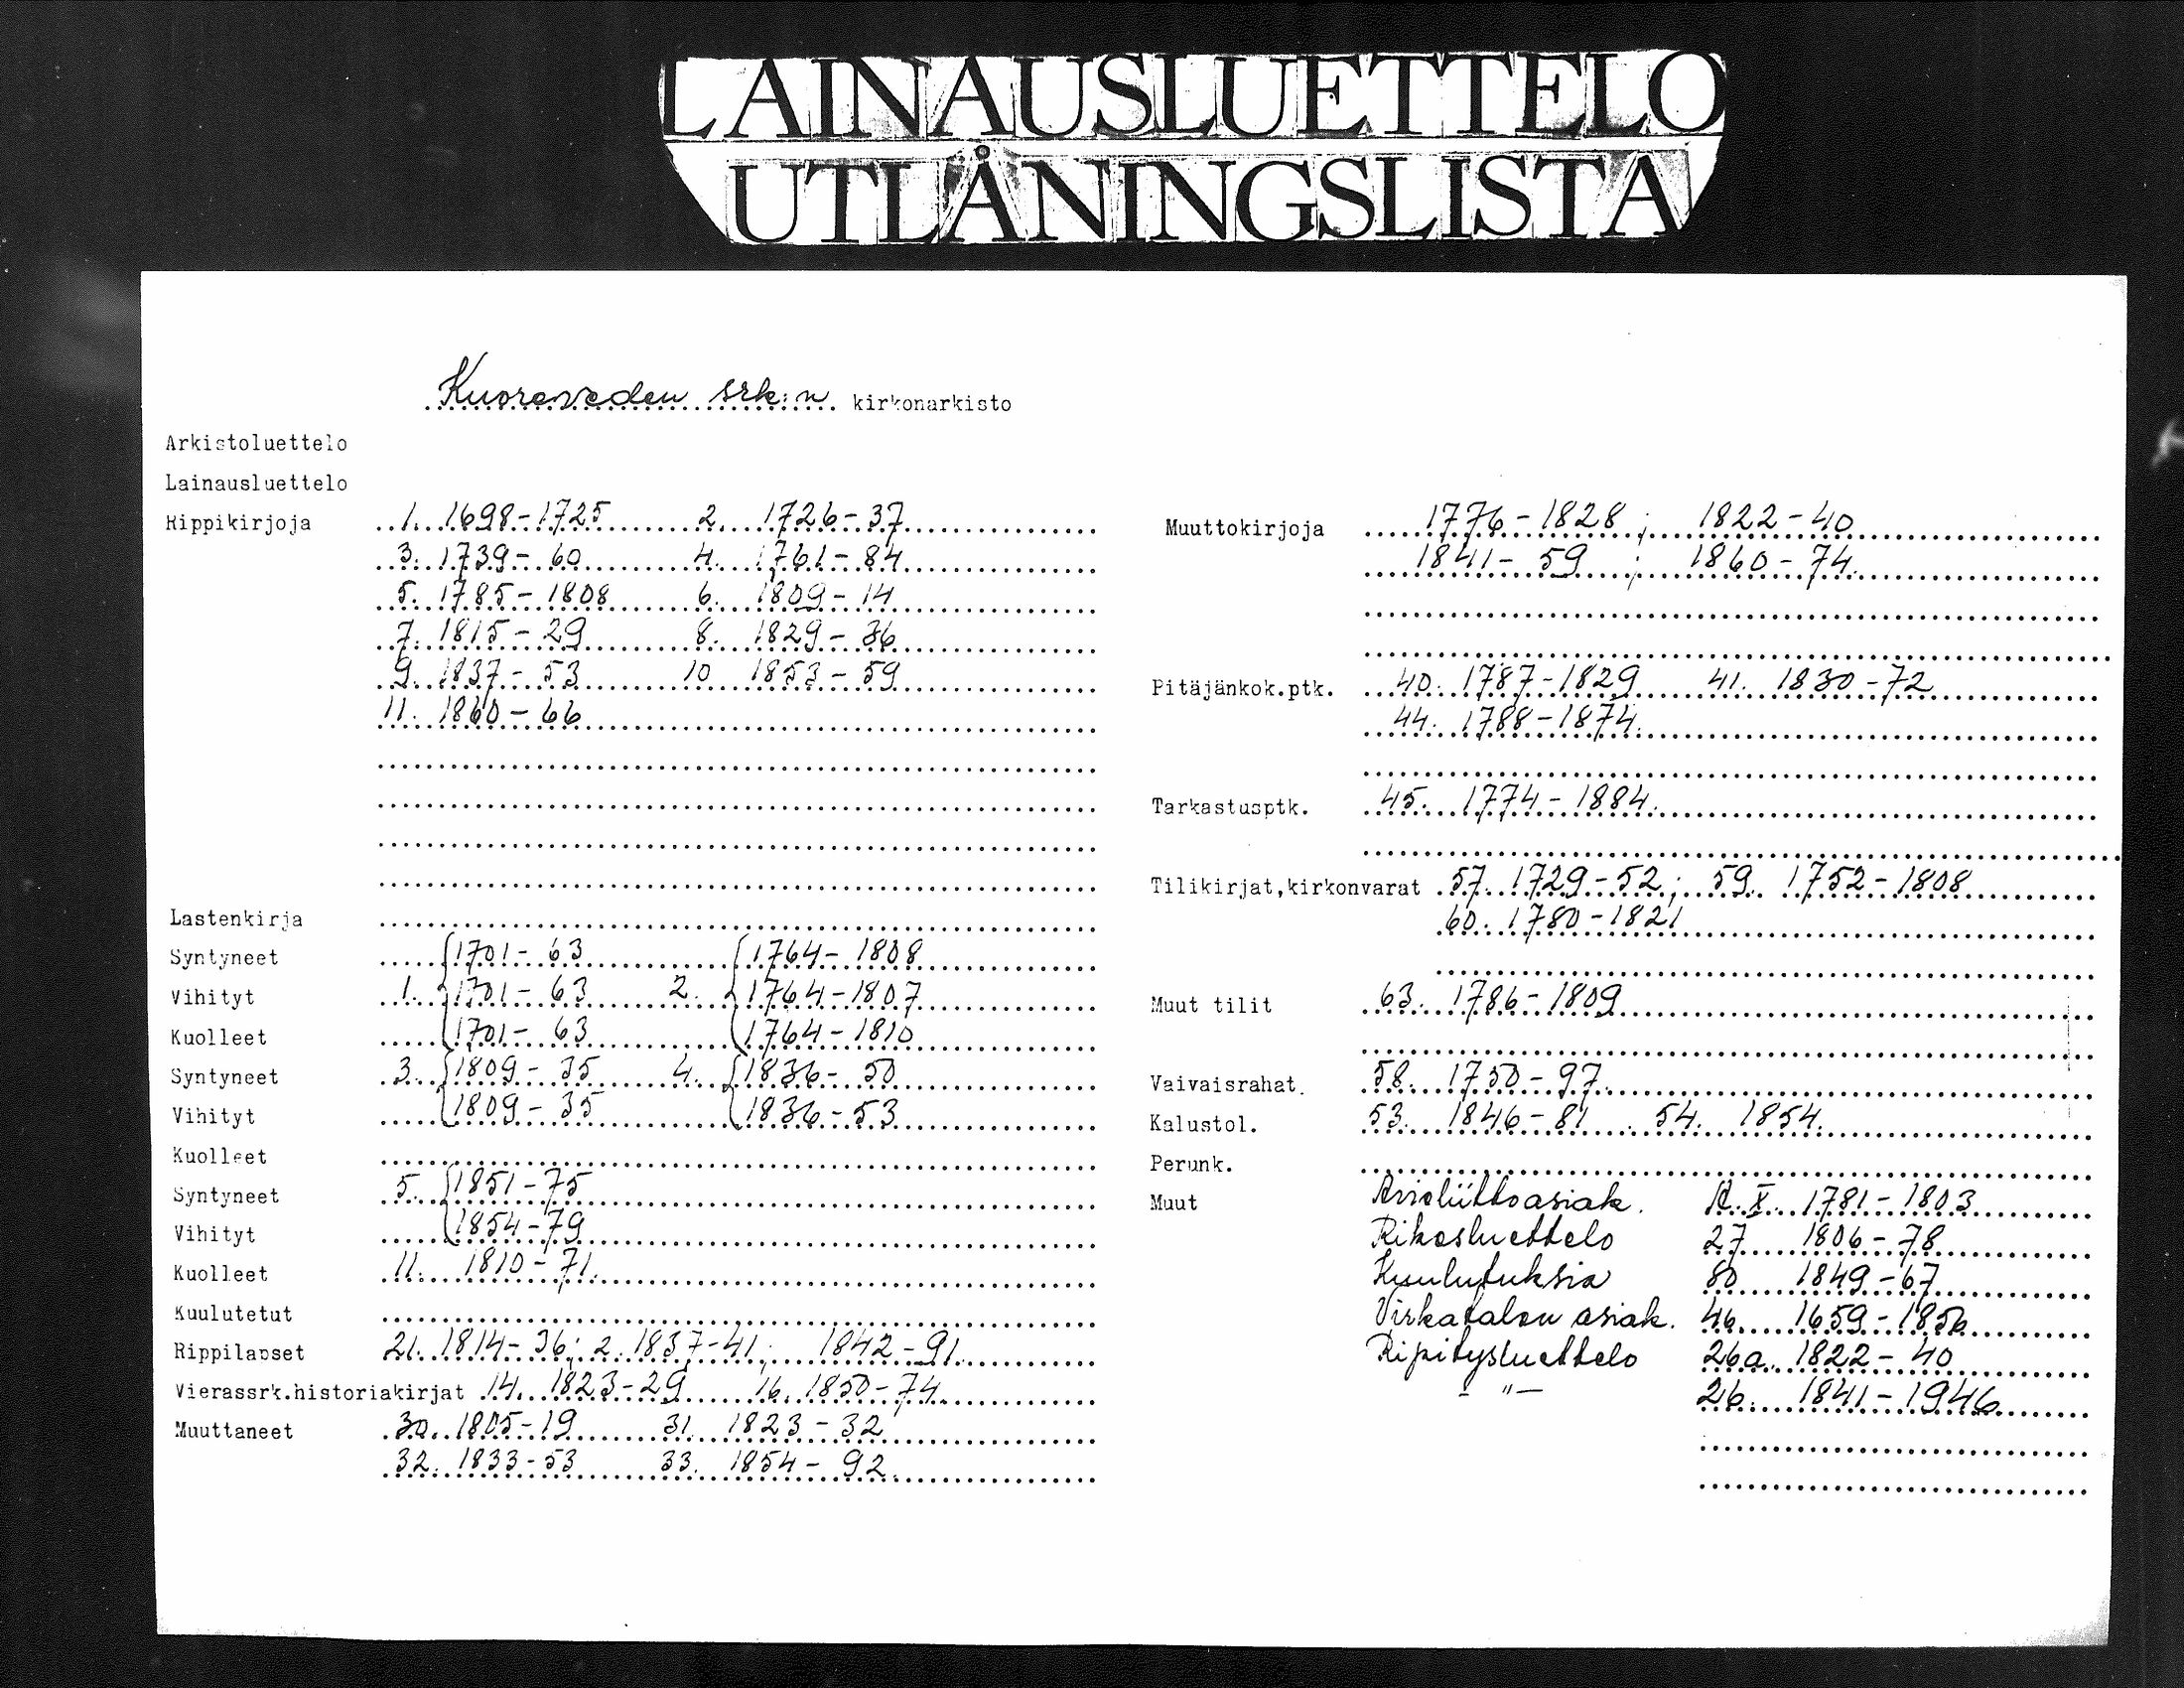 LAINAUSLUETTELO
UTLÅNINGSLISTA
Kuoreveden srk:n kirkonarkisto
Arkistoluettelo
Lainausluettelo
Rippikirjoja 1. 1698-1725 2. 1726-37
3. 1739-60 4. 1761-84
5. 1785-1808 6. 1809-14
7. 1815-29 8. 1829-36
9. 1837-53 10 1853-59
11. 1860-66
Lastenkirja
Syntyneet 1701-63 1764-1808
Vihityt 1. 1701-63 2. 1764-1807
Kuolleet 1701-63 1764-1810
Syntyneet 3. 1809-35 4. 1836-50
Vihityt 1809-35 1836-53
Kuolleet
Syntyneet 5. 1851-75
Vihityt 1854-79
Kuolleet 11. 1810-71.
Kuulutetut
Rippilapset 21. 1814-36; 2. 1837-41; 1842-91.
Vierassrk.historiakirjat 14. 1823-29 16. 1850-74
Muuttaneet 30. 1805-19 31. 1823-32
32. 1833-53 33. 1854-92.
Muuttokirjoja 1776-1828; 1822-40
1841-59; 1860-74.
Pitäjänkok.ptk. 40. 1787-1829 41. 1830-72
44. 1788-1874.
Tarkastusptk. 45. 1774-1884.
Tilikirjat,kirkonvarat 57. 1729-52; 59. 1752-1808
60. 1780-1821
Muut tilit 63. 1786-1809
Vaivaisrahat. 58. 1750-97.
Kalustol. 53. 1846-81 54. 1854.
Perunk.
Muut Avioliittoasiak. A. X. 1781-1803
Rikosluettelo 27 1806-78
Kuulutuksia 80 1849-67
Virkatalon asiak. 46. 1659-1856
Ripitysluettelo 26a. 1822-40
- " - 26. 1841-1946